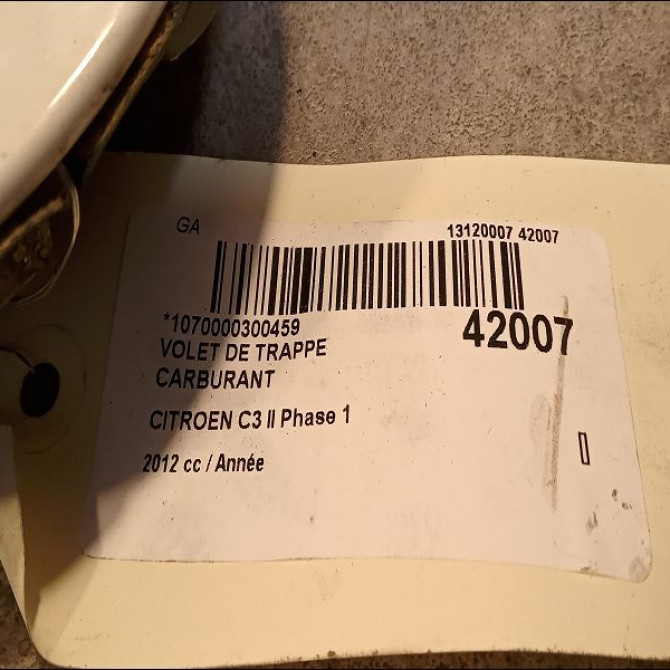 GA
13120007 42007
*1070000300459
42007
VOLET DE TRAPPE
CARBURANT
CITROEN C3 II Phase 1
2012 cc / Année